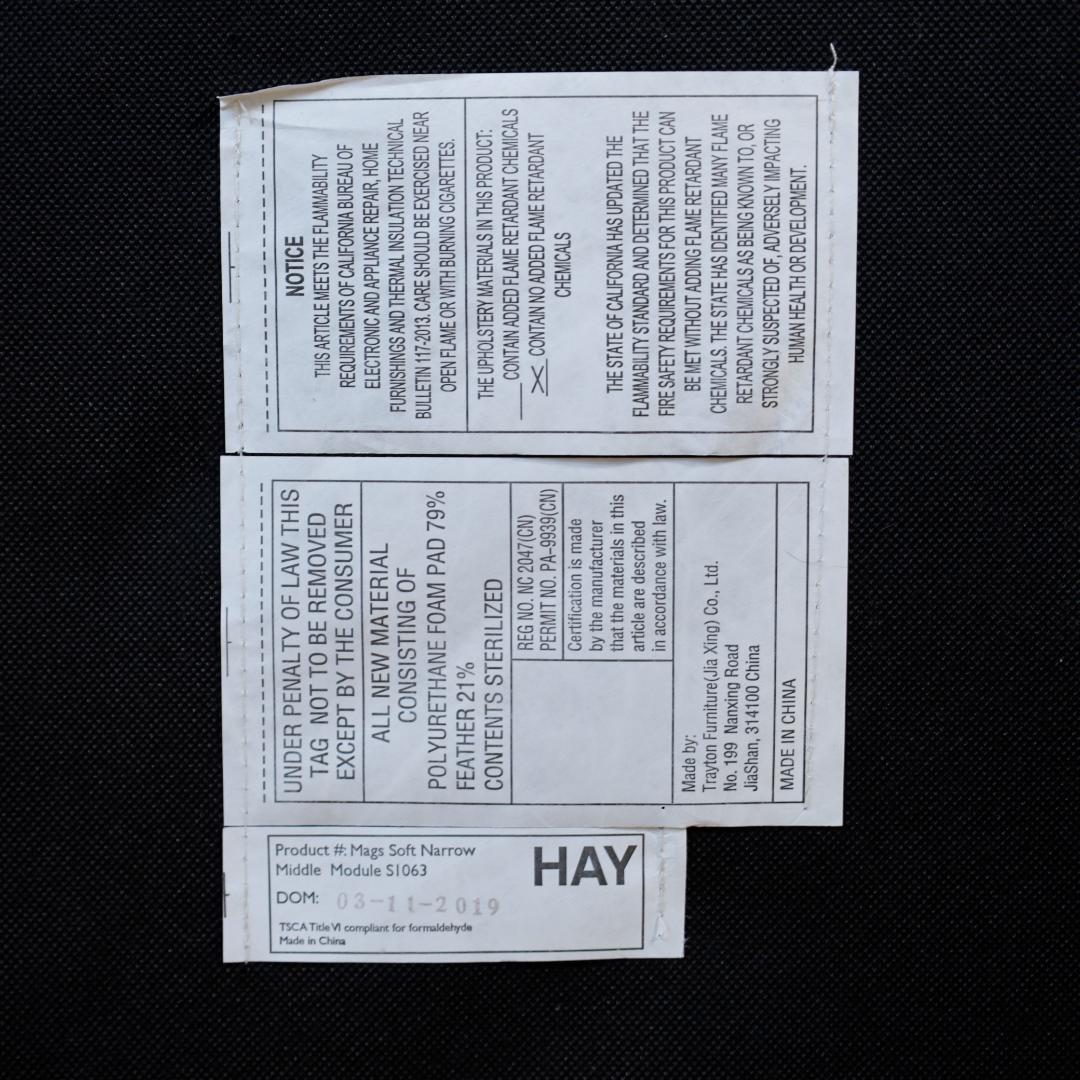 NOTICE
THIS ARTICLE MEETS THE FLAMMABILITY
REQUIREMENTS OF CALIFORNIA BUREAU OF
ELECTRONIC AND APPLIANCE REPAIR, HOME
FURNISHINGS AND THERMAL INSULATION TECHNICAL
BULLETIN 117-2013. CARE SHOULD BE EXERCISED NEAR
OPEN FLAME OR WITH BURNING CIGARETTES.
THE UPHOLSTERY MATERIALS IN THIS PRODUCT:
CONTAIN ADDED FLAME RETARDANT CHEMICALS
X CONTAIN NO ADDED FLAME RETARDANT
CHEMICALS
THE STATE OF CALIFORNIA HAS UPDATED THE
FLAMMABILITY STANDARD AND DETERMINED THAT THE
FIRE SAFETY REQUIREMENTS FOR THIS PRODUCT CAN
BE MET WITHOUT ADDING FLAME RETARDANT
CHEMICALS. THE STATE HAS IDENTIFIED MANY FLAME
RETARDANT CHEMICALS AS BEING KNOWN TO, OR
STRONGLY SUSPECTED OF, ADVERSELY IMPACTING
HUMAN HEALTH OR DEVELOPMENT.
UNDER PENALTY OF LAW THIS
TAG NOT TO BE REMOVED
EXCEPT BY THE CONSUMER
ALL NEW MATERIAL
CONSISTING OF
POLYURETHANE FOAM PAD 79%
FEATHER 21%
CONTENTS STERILIZED
REG NO. NC 2047(CN)
PERMIT NO. PA-9939(CN)
Certification is made
by the manufacturer
that the materials in this
article are described
in accordance with law.
Made by:
Trayton Furniture(Jia Xing) Co., Ltd.
No. 199 Nanxing Road
JiaShan, 314100 China
MADE IN CHINA
Product #: Mags Soft Narrow
Middle Module S1063
HAY
DOM: 03-11-2019
TSCA Title VI compliant for formaldehyde
Made in China